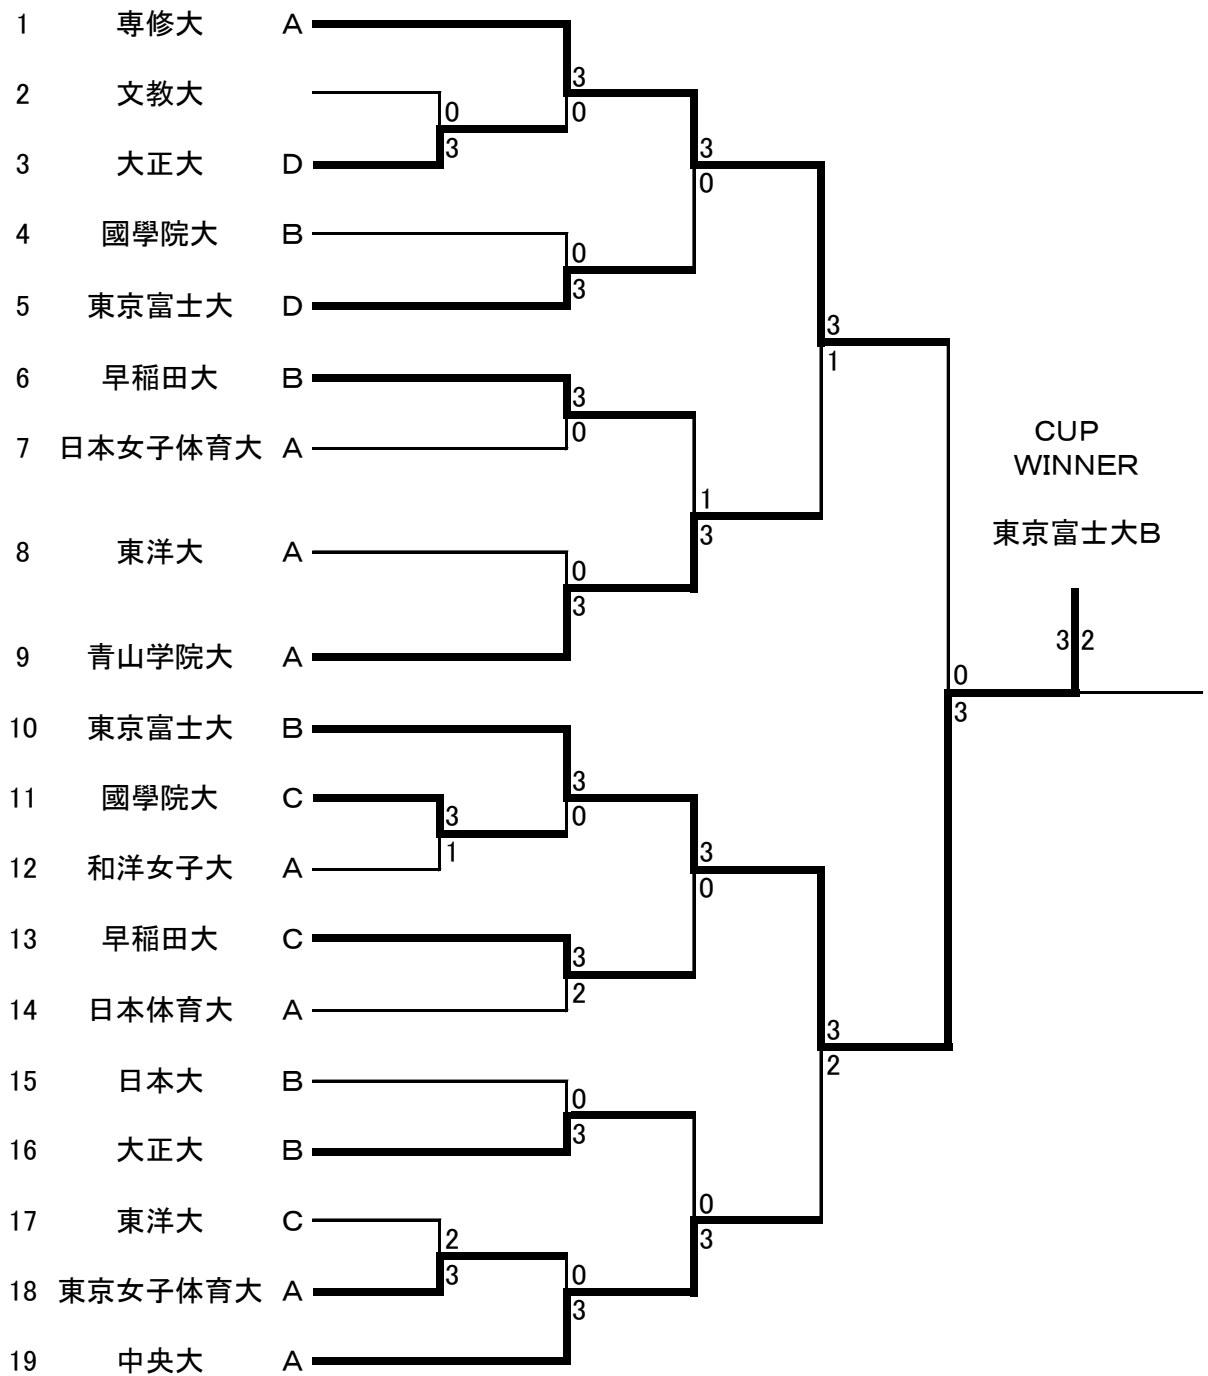 1 専修大 A
3
2 文教大
0
0
3
3 大正大 D
3
0
4 國學院大 B
0
3
5 東京富士大 D
3
1
6 早稲田大 B
3
0
7 日本女子体育大 A
CUP
WINNER
1
3
東京富士大B
8 東洋大 A
0
3
9 青山学院大 A
3 2
0
3
10 東京富士大 B
3
0
11 國學院大 C
3
1
12 和洋女子大 A
3
0
13 早稲田大 C
3
2
14 日本体育大 A
3
2
15 日本大 B
0
3
16 大正大 B
0
3
17 東洋大 C
2
3
18 東京女子体育大 A
0
3
19 中央大 A